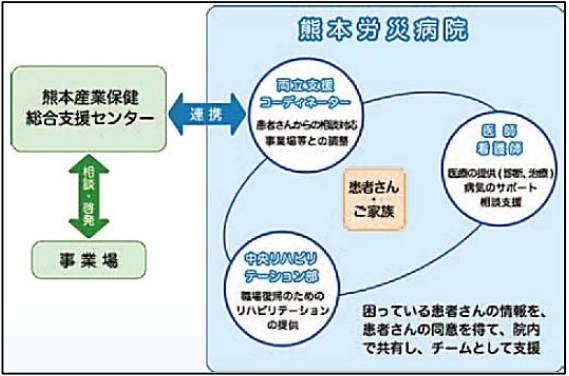 熊本労災病院
熊本産業保健
総合支援センター
連携
相談・啓発
事業場
両立支援
コーディネーター
患者さんからの相談対応
事業場等との調整
医師
看護師
医療の提供(診断、治療)
病気のサポート
相談支援
患者さん
・
ご家族
中央リハビリ
テーション部
職場復帰のための
リハビリテーション
の提供
困っている患者さんの情報を、
患者さんの同意を得て、院内
で共有し、チームとして支援